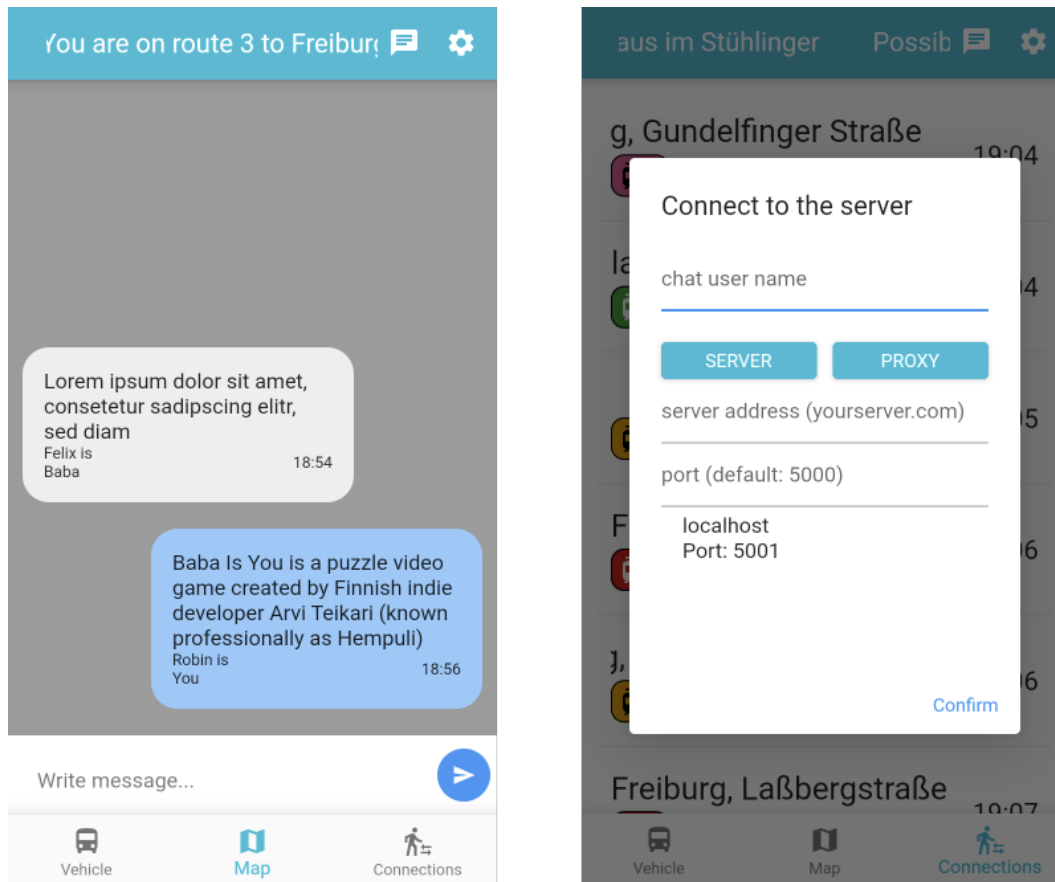 You are on route 3 to Freiburg
Lorem ipsum dolor sit amet,
consetetur sadipscing elitr,
sed diam
Felix is
Baba
18:54
Baba Is You is a puzzle video
game created by Finnish indie
developer Arvi Teikari (known
professionally as Hempuli)
Robin is
You
18:56
Write message...
Vehicle
Map
Connections
aus im Stühlinger Possib
g, Gundelfinger Straße
19:04
Connect to the server
chat user name
SERVER
PROXY
server address (yourserver.com)
port (default: 5000)
localhost
Port: 5001
Confirm
Freiburg, Laßbergstraße
19:07
Vehicle
Map
Connections